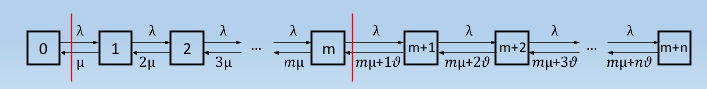 λ λ λ λ λ λ λ λ
0 1 2 ... m m+1 m+2 ... m+n
μ 2μ 3μ mμ mμ+1ϑ mμ+2ϑ mμ+3ϑ mμ+nϑ